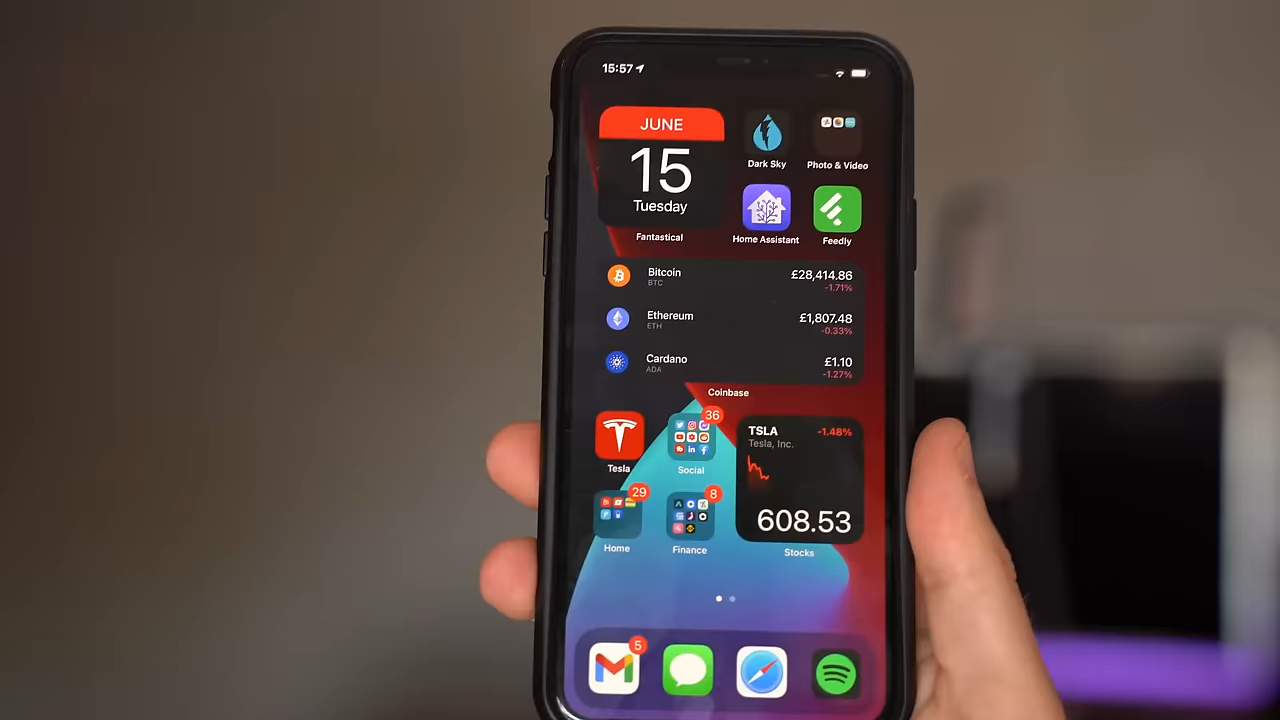 15:57
JUNE
15
Tuesday
Fantastical
Dark Sky
Photo & Video
Home Assistant
Feedly
Bitcoin
BTC
£28,414.86
-1.71%
Ethereum
ETH
£1,807.48
-0.33%
Cardano
ADA
£1.10
-1.27%
Coinbase
Tesla
36
Social
29
Home
8
Finance
TSLA
-1.48%
Tesla, Inc.
608.53
Stocks
5